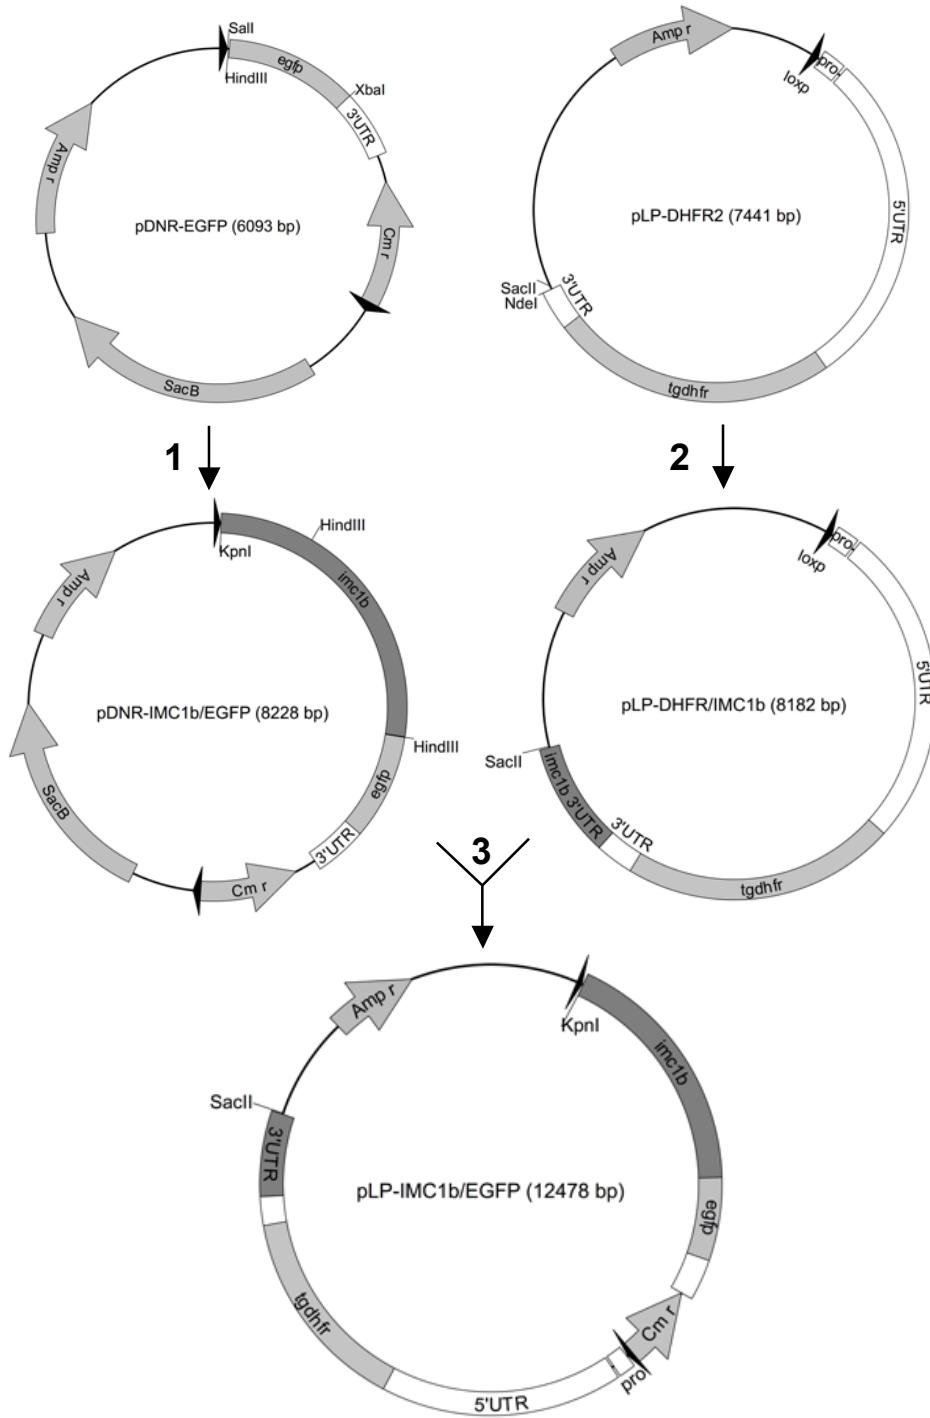 SalI
egfp
HindIII
XbaI
3'UTR
Amp r
pDNR-EGFP (6093 bp)
Cm r
SacB
Amp r
loxp
pro
5'UTR
pLP-DHFR2 (7441 bp)
SacII
NdeI
3'UTR
tgdhfr
1
2
HindIII
KpnI
imc1b
Amp r
pDNR-IMC1b/EGFP (8228 bp)
HindIII
egfp
SacB
3'UTR
Cm r
pro
loxp
Amp r
5'UTR
pLP-DHFR/IMC1b (8182 bp)
SacII
imc1b 3'UTR
3'UTR
tgdhfr
3
Amp r
KpnI
imc1b
SacII
3'UTR
pLP-IMC1b/EGFP (12478 bp)
egfp
tgdhfr
Cm r
pro
5'UTR